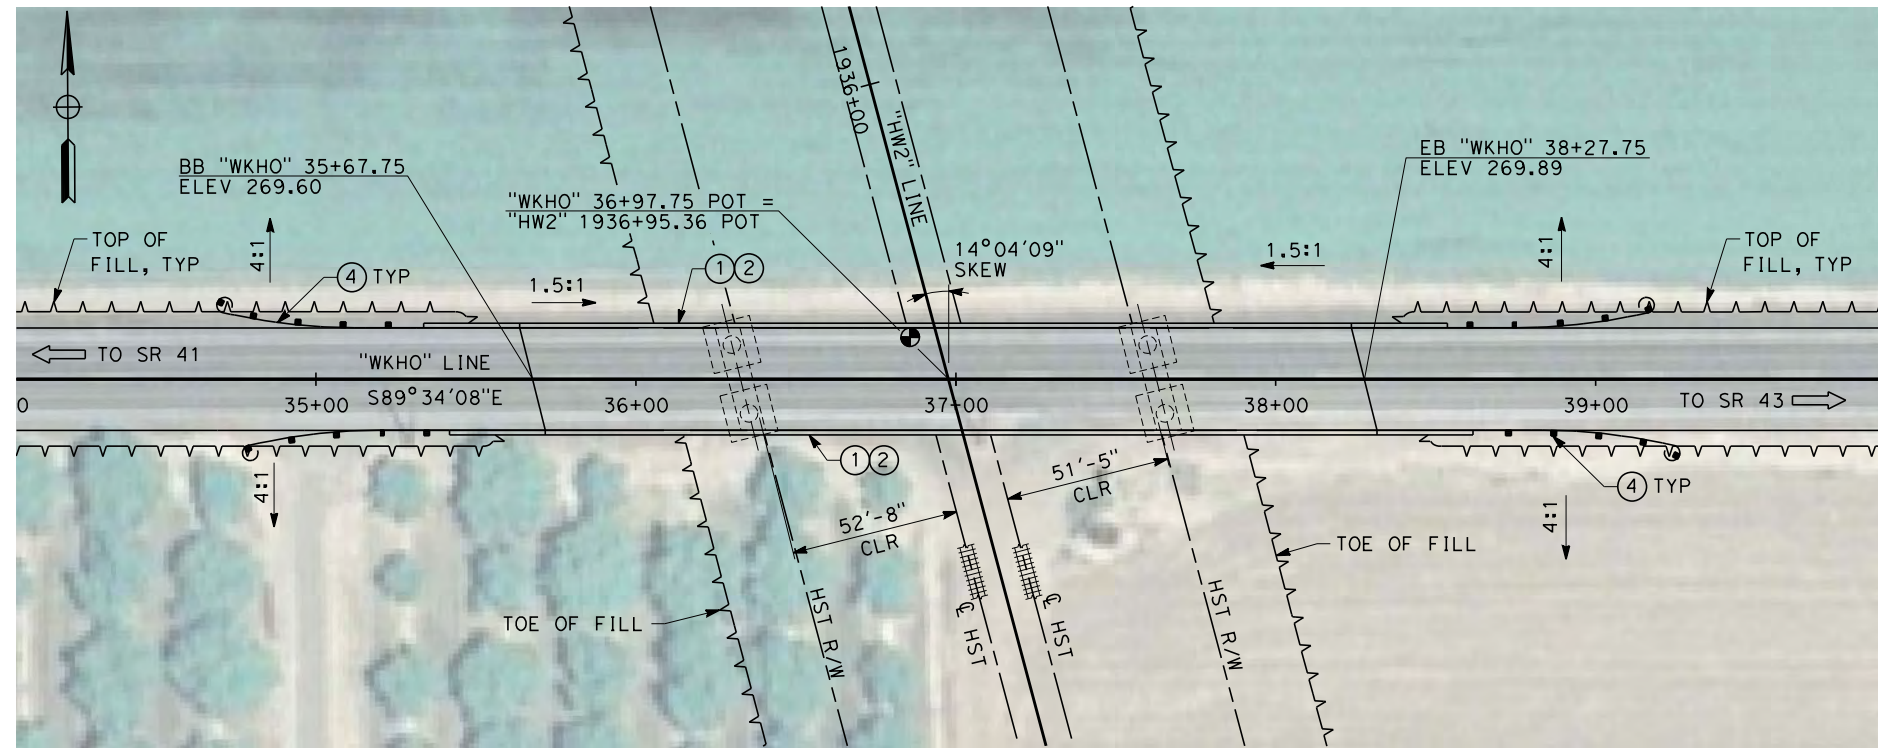 1936+00
"HW2" LINE
BB "WKHO" 35+67.75
ELEV 269.60
EB "WKHO" 38+27.75
ELEV 269.89
"WKHO" 36+97.75 POT =
"HW2" 1936+95.36 POT
TOP OF
FILL, TYP
4:1
4 TYP
1.5:1
1 2
14°04'09"
SKEW
1.5:1
4:1
TOP OF
FILL, TYP
TO SR 41
"WKHO" LINE
0
35+00
S89°34'08"E
36+00
37+00
38+00
39+00
TO SR 43
4:1
1 2
52'-8"
CLR
51'-5"
CLR
4 TYP
4:1
TOE OF FILL
TOE OF FILL
HST R/W
℄ HST
℄ HST
HST R/W